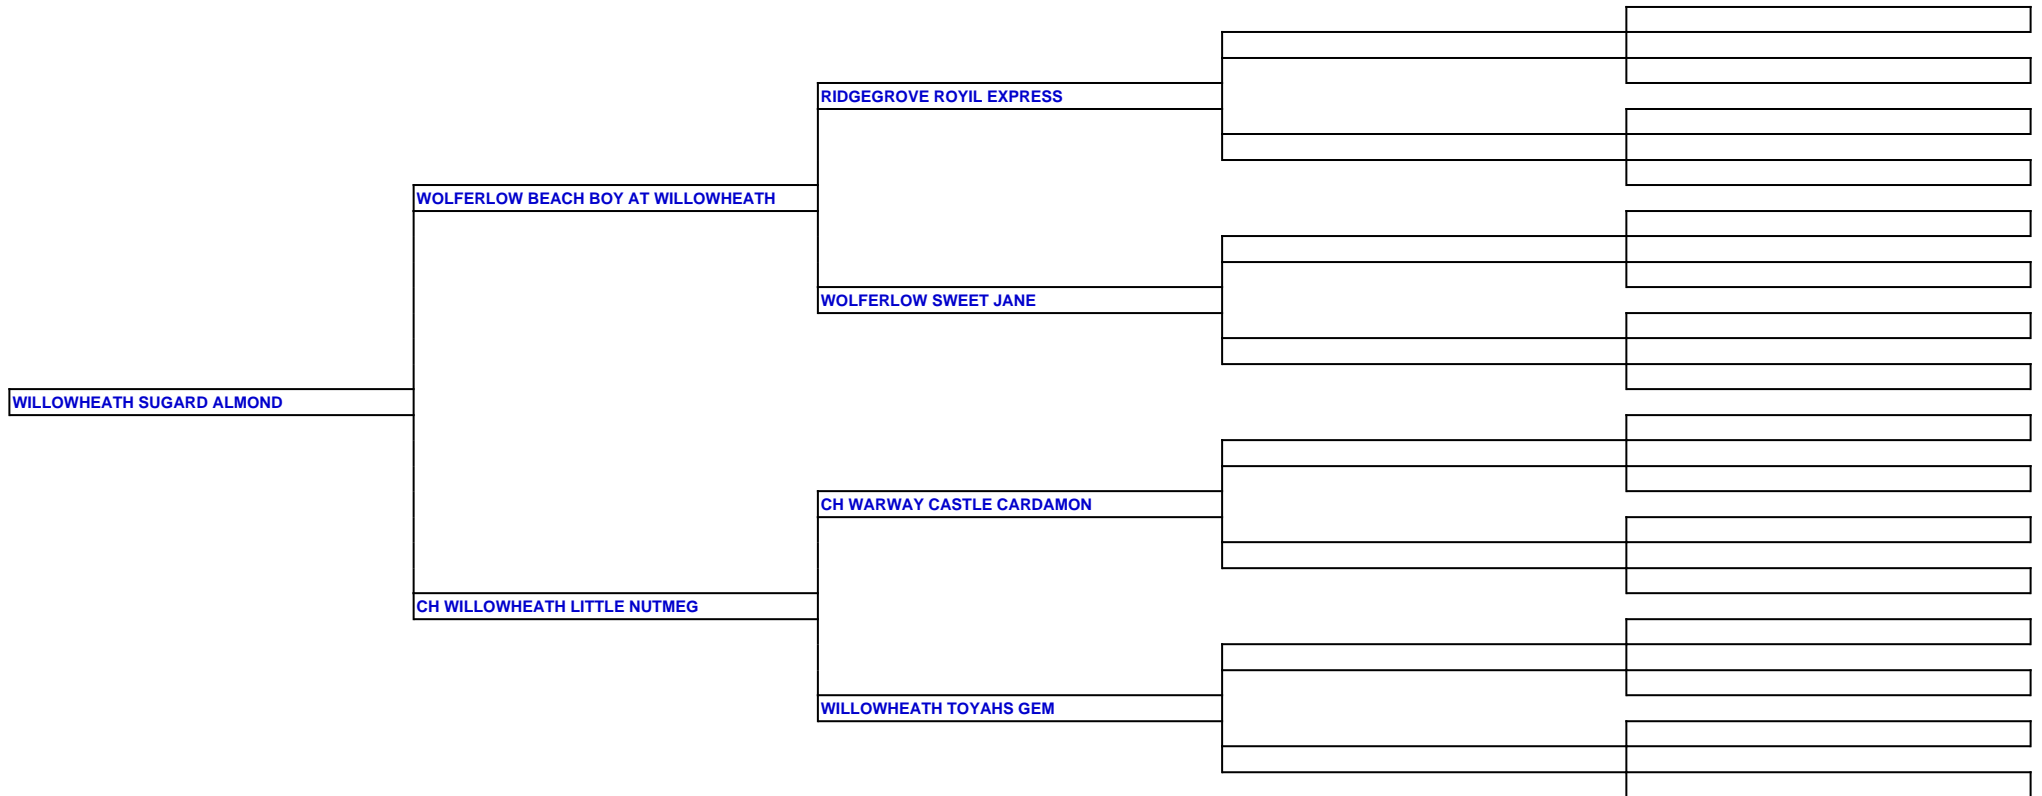 RIDGEGROVE ROYIL EXPRESS
WOLFERLOW BEACH BOY AT WILLOWHEATH
WOLFERLOW SWEET JANE
WILLOWHEATH SUGARD ALMOND
CH WARWAY CASTLE CARDAMON
CH WILLOWHEATH LITTLE NUTMEG
WILLOWHEATH TOYAHS GEM